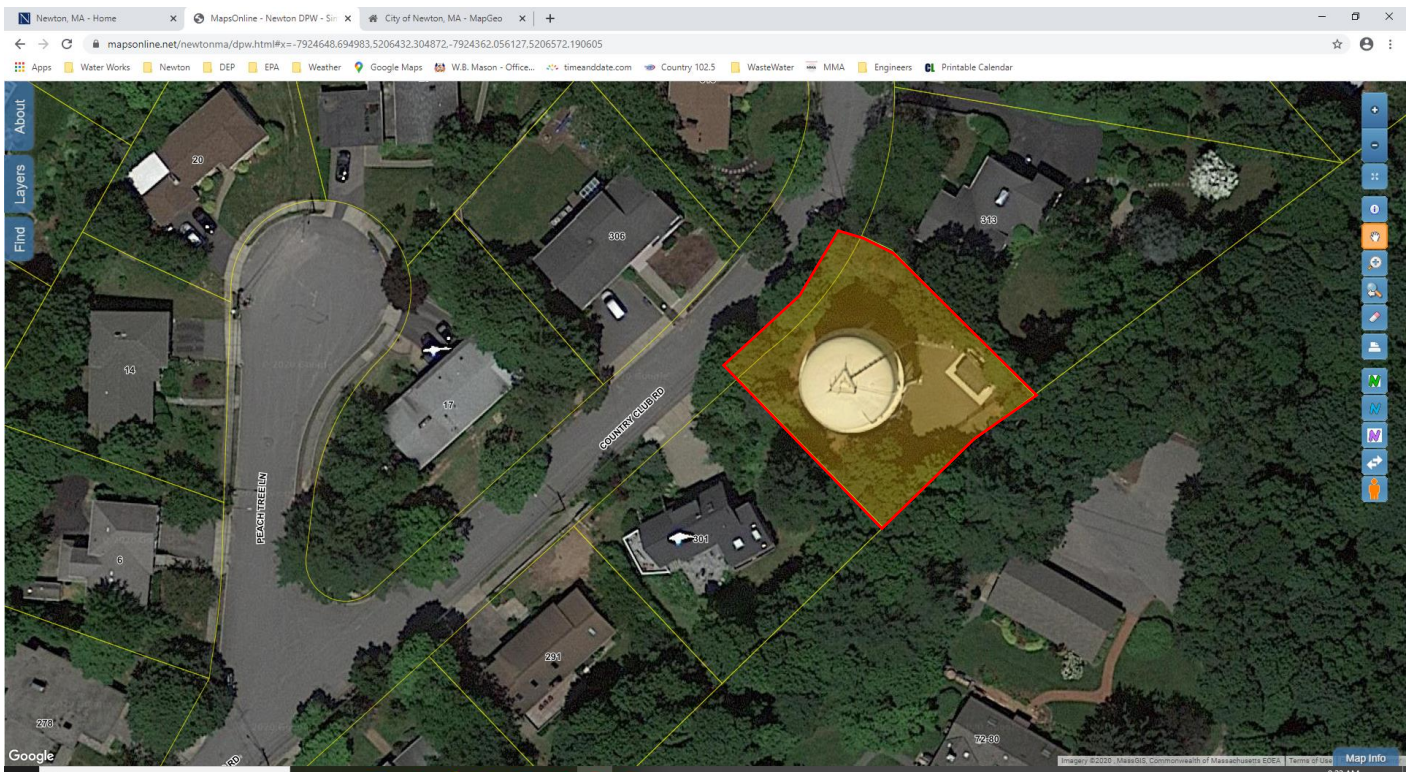 Newton, MA - Home
MapsOnline - Newton DPW - Sin
City of Newton, MA - MapGeo
mapsonline.net/newtonma/dpw.html#x=-7924648.694983,5206432.304872,-7924362.056127,5206572.190605
Apps Water Works Newton DEP EPA Weather Google Maps W.B. Mason - Office... timeanddate.com Country 102.5 WasteWater MMA Engineers Printable Calendar
About
Layers
Find
20
306
313
14
17
COUNTRY CLUB RD
PEACH TREE LN
6
301
291
278
72-80
RD
Google
Imagery ©2020 , MassGIS, Commonwealth of Massachusetts EOEA
Terms of Use
Map Info